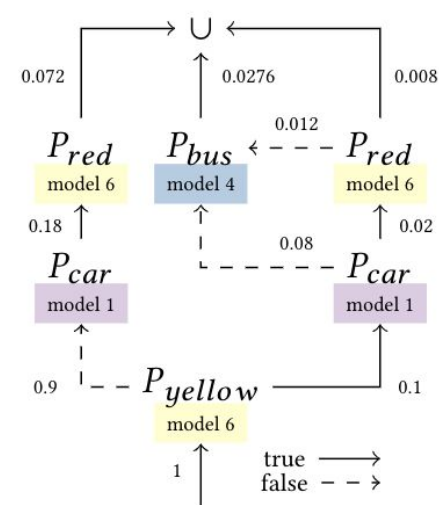 ∪
0.072 0.0276 0.008
0.012
P_red P_bus P_red
model 6 model 4 model 6
0.18 0.08 0.02
P_car P_car
model 1 model 1
0.9 P_yellow 0.1
model 6
1 true
false